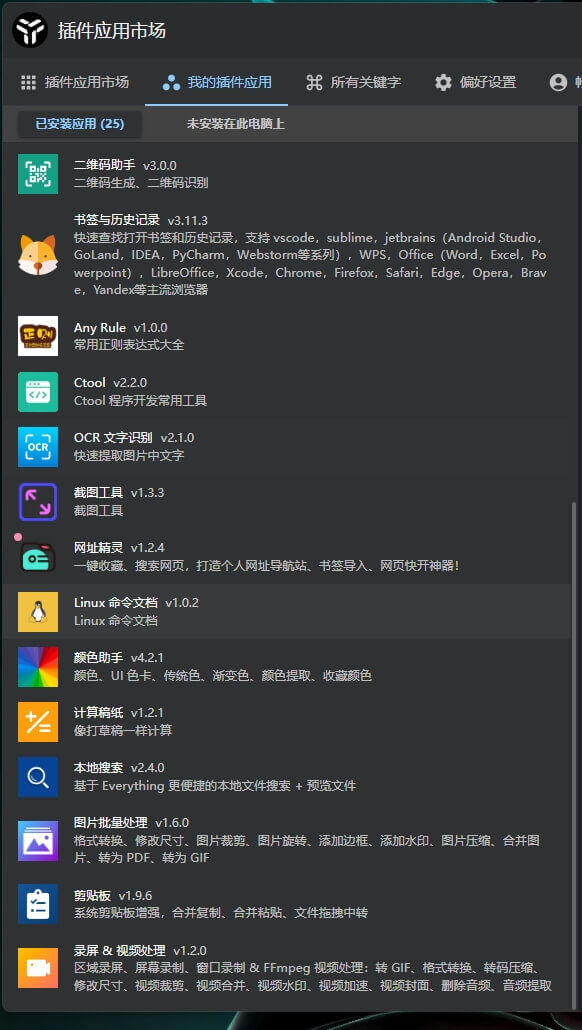 插件应用市场
插件应用市场
我的插件应用
所有关键字
偏好设置
已安装应用 (25)
未安装在此电脑上
二维码助手 v3.0.0
二维码生成、二维码识别
书签与历史记录 v3.11.3
快速查找打开书签和历史记录，支持 vscode，sublime，jetbrains（Android Studio，
GoLand，IDEA，PyCharm，Webstorm等系列），WPS，Office（Word，Excel，Po
werpoint），LibreOffice，Xcode，Chrome，Firefox，Safari，Edge，Opera，Brav
e，Yandex等主流浏览器
正则
Any Rule v1.0.0
常用正则表达式大全
Ctool v2.2.0
Ctool 程序开发常用工具
OCR
OCR 文字识别 v2.1.0
快速提取图片中文字
截图工具 v1.3.3
截图工具
网址精灵 v1.2.4
一键收藏、搜索网页，打造个人网址导航站、书签导入、网页快开神器！
Linux 命令文档 v1.0.2
Linux 命令文档
颜色助手 v4.2.1
颜色、UI 色卡、传统色、渐变色、颜色提取、收藏颜色
计算稿纸 v1.2.1
像打草稿一样计算
本地搜索 v2.4.0
基于 Everything 更便捷的本地文件搜索 + 预览文件
图片批量处理 v1.6.0
格式转换、修改尺寸、图片裁剪、图片旋转、添加边框、添加水印、图片压缩、合并图
片、转为 PDF、转为 GIF
剪贴板 v1.9.6
系统剪贴板增强，合并复制、合并粘贴、文件拖拽中转
录屏 & 视频处理 v1.2.0
区域录屏、屏幕录制、窗口录制 & FFmpeg 视频处理：转 GIF、格式转换、转码压缩、
修改尺寸、视频裁剪、视频合并、视频水印、视频加速、视频封面、删除音频、音频提取